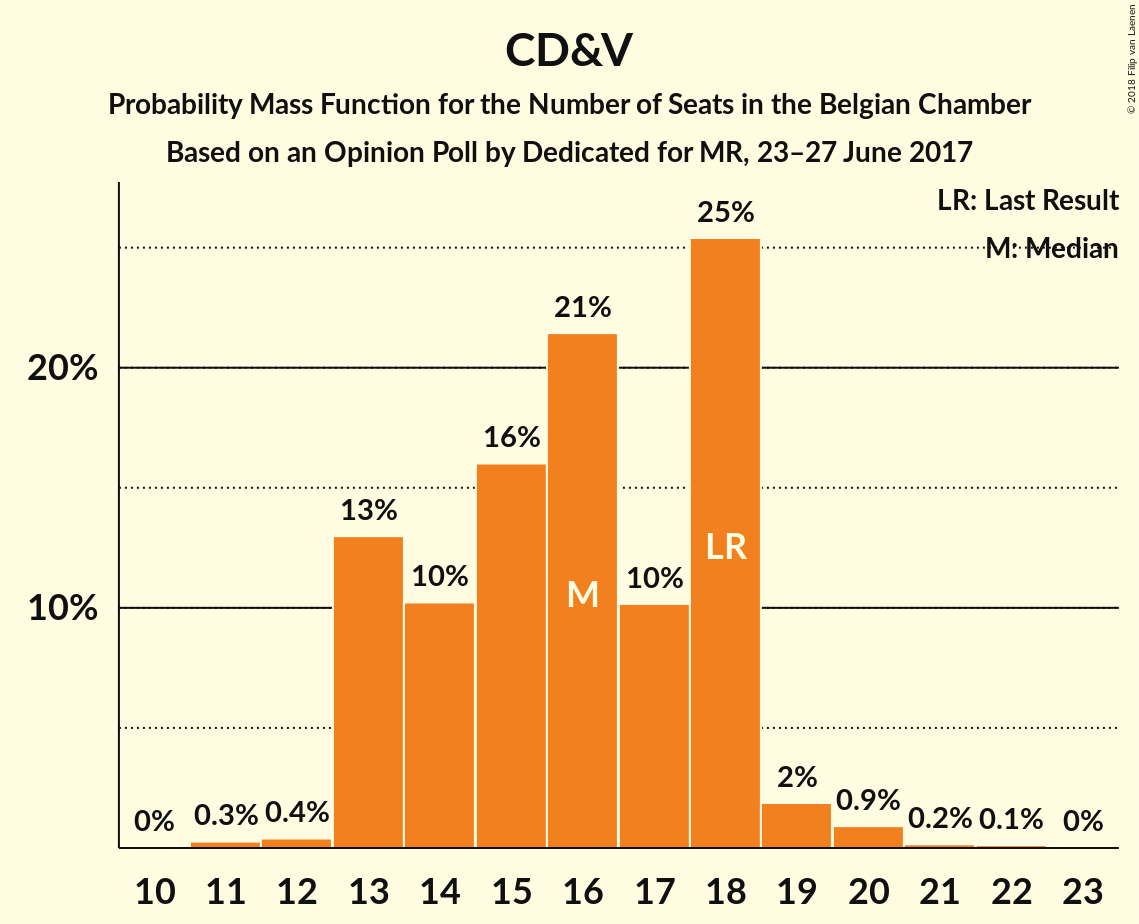 CD&V
Probability Mass Function for the Number of Seats in the Belgian Chamber
Based on an Opinion Poll by Dedicated for MR, 23–27 June 2017
© 2018 Filip van Laenen
LR: Last Result
M: Median
20%
10%
0%
0.3%
0.4%
13%
10%
16%
21%
10%
25%
2%
0.9%
0.2%
0.1%
0%
M
LR
10 11 12 13 14 15 16 17 18 19 20 21 22 23